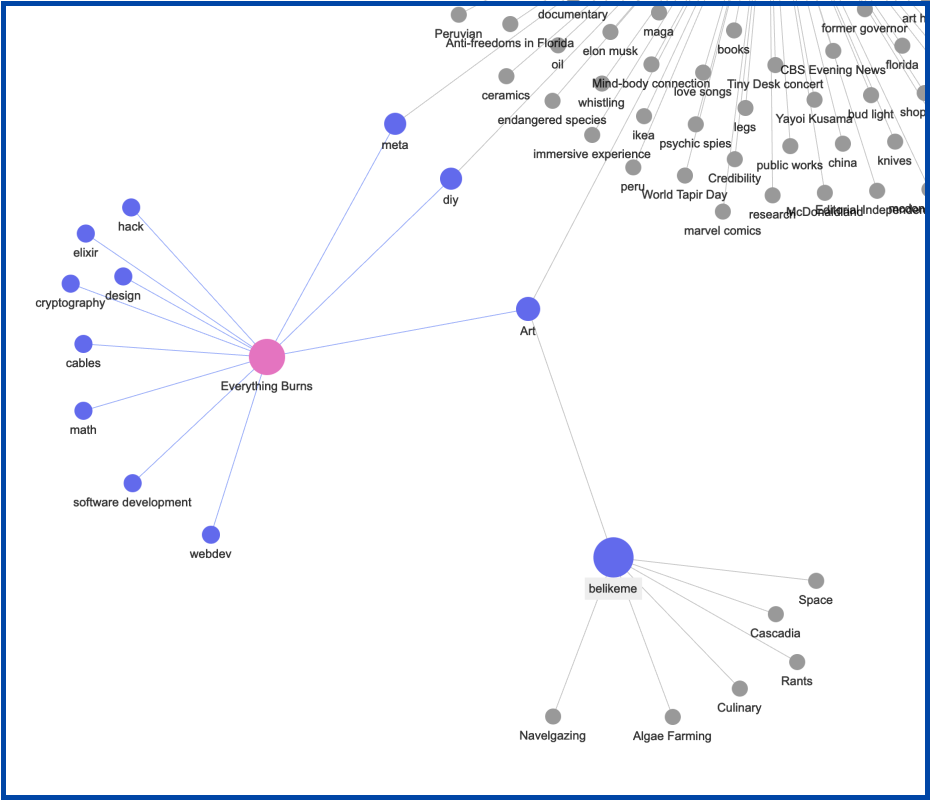 documentary
former governor
art h
Peruvian
Anti-freedoms in Florida
elon musk
maga
books
oil
CBS Evening News
florida
ceramics
Mind-body connection
love songs
Tiny Desk concert
whistling
endangered species
Yayoi Kusama
bud light
shop
ikea
legs
psychic spies
immersive experience
public works
china
knives
peru
World Tapir Day
Credibility
research
McDonaldland
Editorial Independen
marvel comics
meta
diy
hack
elixir
cryptography
design
Art
cables
Everything Burns
math
software development
webdev
belikeme
Space
Cascadia
Rants
Culinary
Navelgazing
Algae Farming